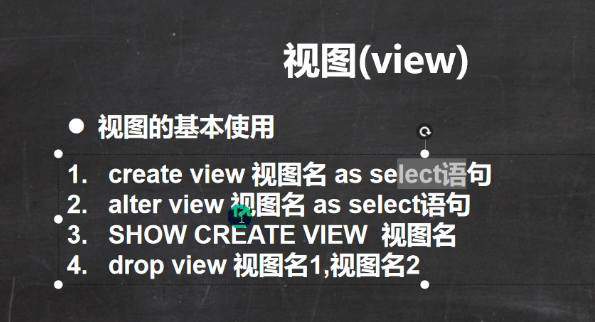 视图(view)
● 视图的基本使用
1. create view 视图名 as select语句
2. alter view 视图名 as select语句
3. SHOW CREATE VIEW 视图名
4. drop view 视图名1,视图名2